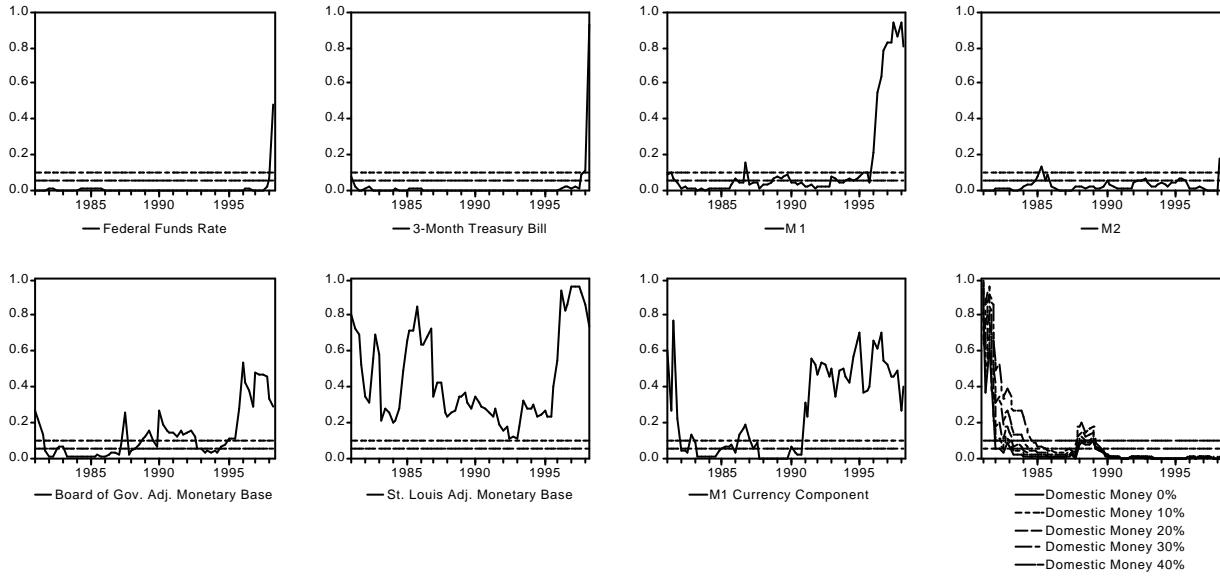 1.0
0.8
0.6
0.4
0.2
0.0
1985 1990 1995
Federal Funds Rate
1.0
0.8
0.6
0.4
0.2
0.0
1985 1990 1995
3-Month Treasury Bill
1.0
0.8
0.6
0.4
0.2
0.0
1985 1990 1995
M1
1.0
0.8
0.6
0.4
0.2
0.0
1985 1990 1995
M2
1.0
0.8
0.6
0.4
0.2
0.0
1985 1990 1995
Board of Gov. Adj. Monetary Base
1.0
0.8
0.6
0.4
0.2
0.0
1985 1990 1995
St. Louis Adj. Monetary Base
1.0
0.8
0.6
0.4
0.2
0.0
1985 1990 1995
M1 Currency Component
1.0
0.8
0.6
0.4
0.2
0.0
1985 1990 1995
Domestic Money 0%
Domestic Money 10%
Domestic Money 20%
Domestic Money 30%
Domestic Money 40%